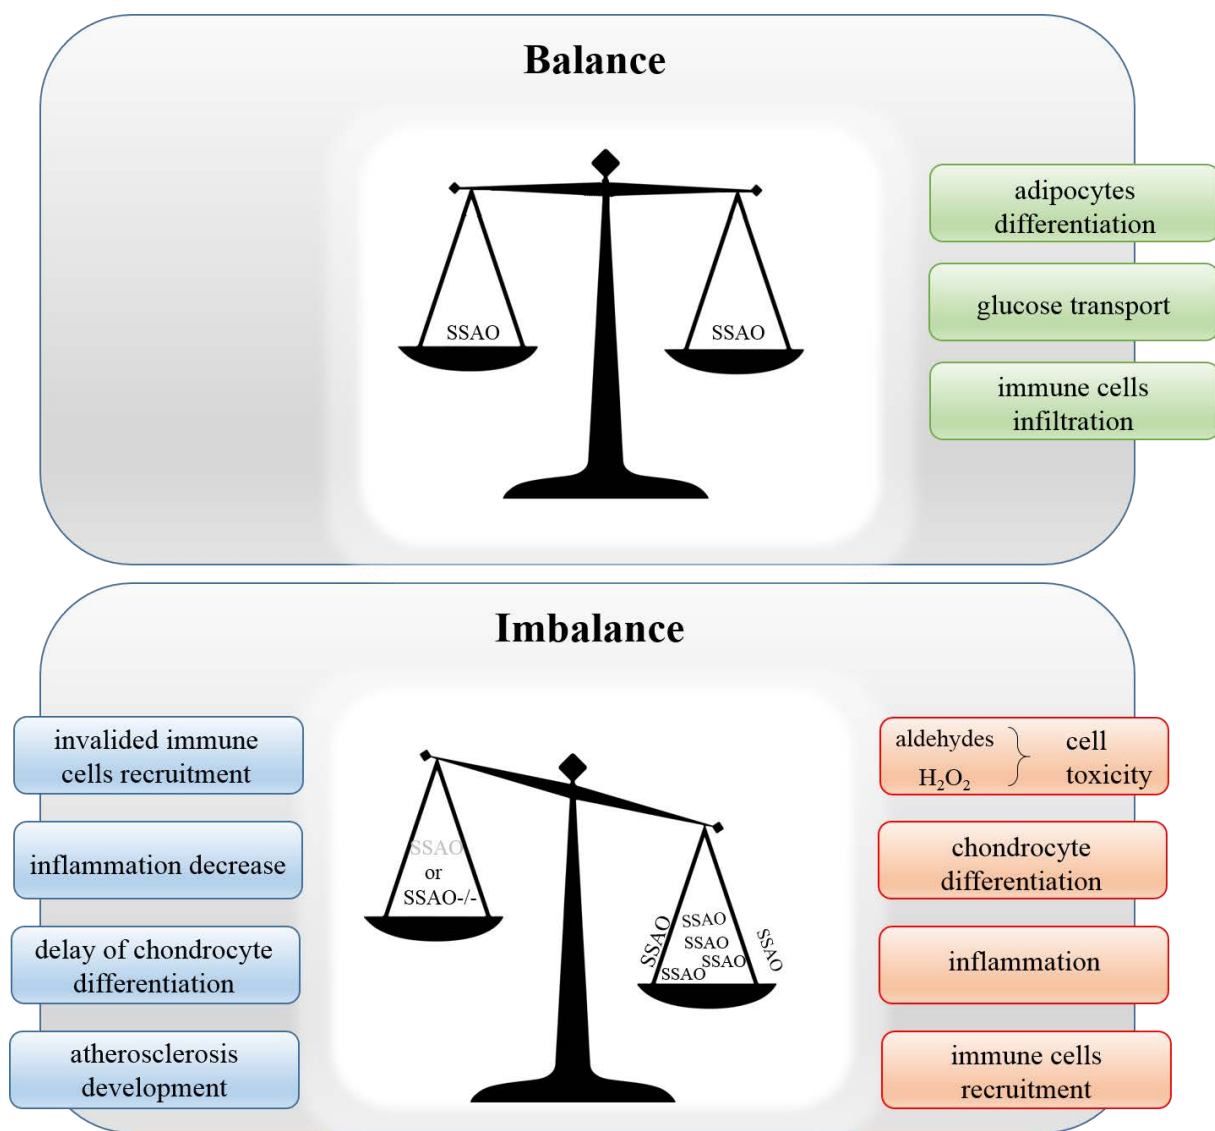 Balance
SSAO
SSAO
adipocytes
differentiation
glucose transport
immune cells
infiltration
Imbalance
invalided immune
cells recruitment
inflammation decrease
delay of chondrocyte
differentiation
atherosclerosis
development
SSAO
or
SSAO-/-
SSAO
SSAO
SSAO
SSAO
SSAO
SSAO
aldehydes
H₂O₂
cell
toxicity
chondrocyte
differentiation
inflammation
immune cells
recruitment